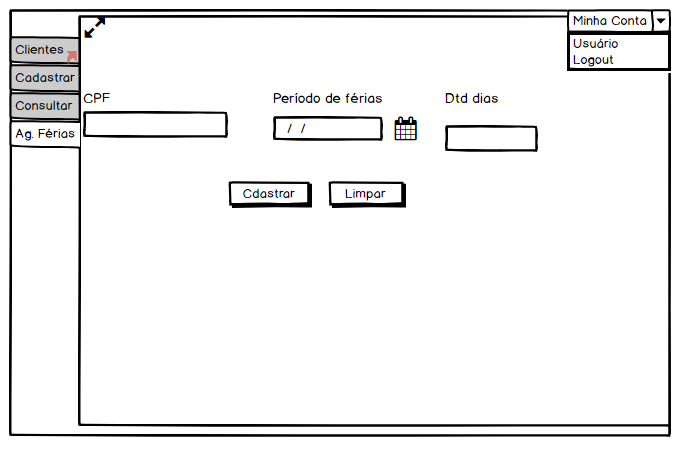 Minha Conta
Usuário
Logout
Clientes
Cadastrar
Consultar
Ag. Férias
CPF
Período de férias
Dtd dias
/ /
Cdastrar
Limpar